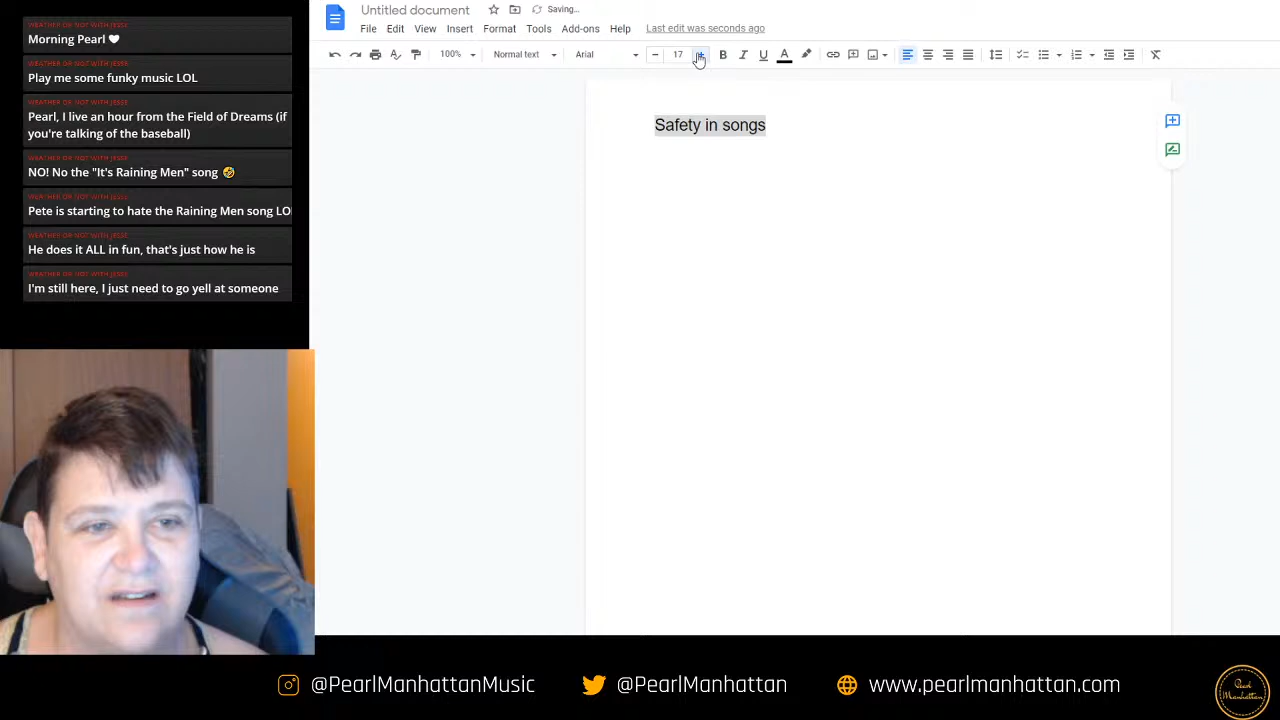 WEATHER OR NOT WITH JESSE
Morning Pearl ❤
WEATHER OR NOT WITH JESSE
Play me some funky music LOL
WEATHER OR NOT WITH JESSE
Pearl, I live an hour from the Field of Dreams (if
you're talking of the baseball)
WEATHER OR NOT WITH JESSE
NO! No the "It's Raining Men" song 🤣
WEATHER OR NOT WITH JESSE
Pete is starting to hate the Raining Men song LO
WEATHER OR NOT WITH JESSE
He does it ALL in fun, that's just how he is
WEATHER OR NOT WITH JESSE
I'm still here, I just need to go yell at someone
Untitled document Saving…
File Edit View Insert Format Tools Add-ons Help Last edit was seconds ago
100% Normal text Arial 17 B I U A
Safety in songs
@PearlManhattanMusic @PearlManhattan www.pearlmanhattan.com
Pearl
Manhattan